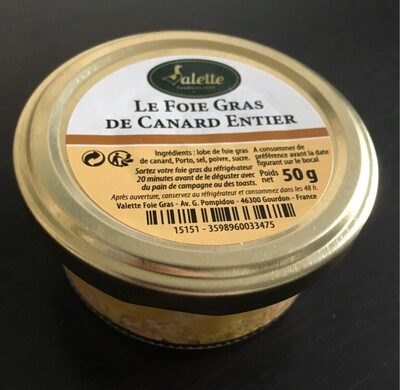 Valette
LE FOIE GRAS
DE CANARD ENTIER
Ingrédients : lobe de foie gras
de canard, Porto, sel, poivre, sucre.
Sortez votre foie gras du réfrigérateur
20 minutes avant de le déguster avec
du pain de campagne ou des toasts.
A consommer de
préférence avant la date
figurant sur le bocal
Poids
net 50 g
Après ouverture, conservez au réfrigérateur et consommez dans les 48 h.
Valette Foie Gras - Av. G. Pompidou - 46300 Gourdon - France
15151 - 3598960033475